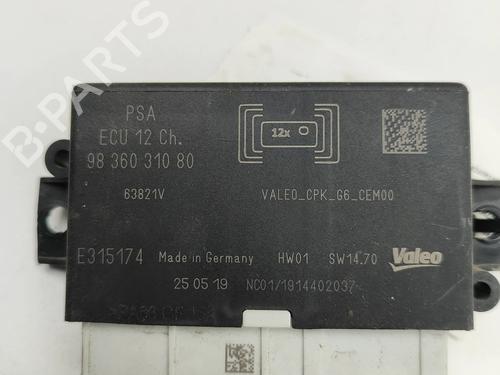 PSA
ECU 12 Ch.
98 360 310 80
12x
63821V
VALEO_CPK_G6_CEM00
E315174 Made in Germany HW01 SW14.70 Valeo
25 05 19 NC01/1914402037
B-PARTS